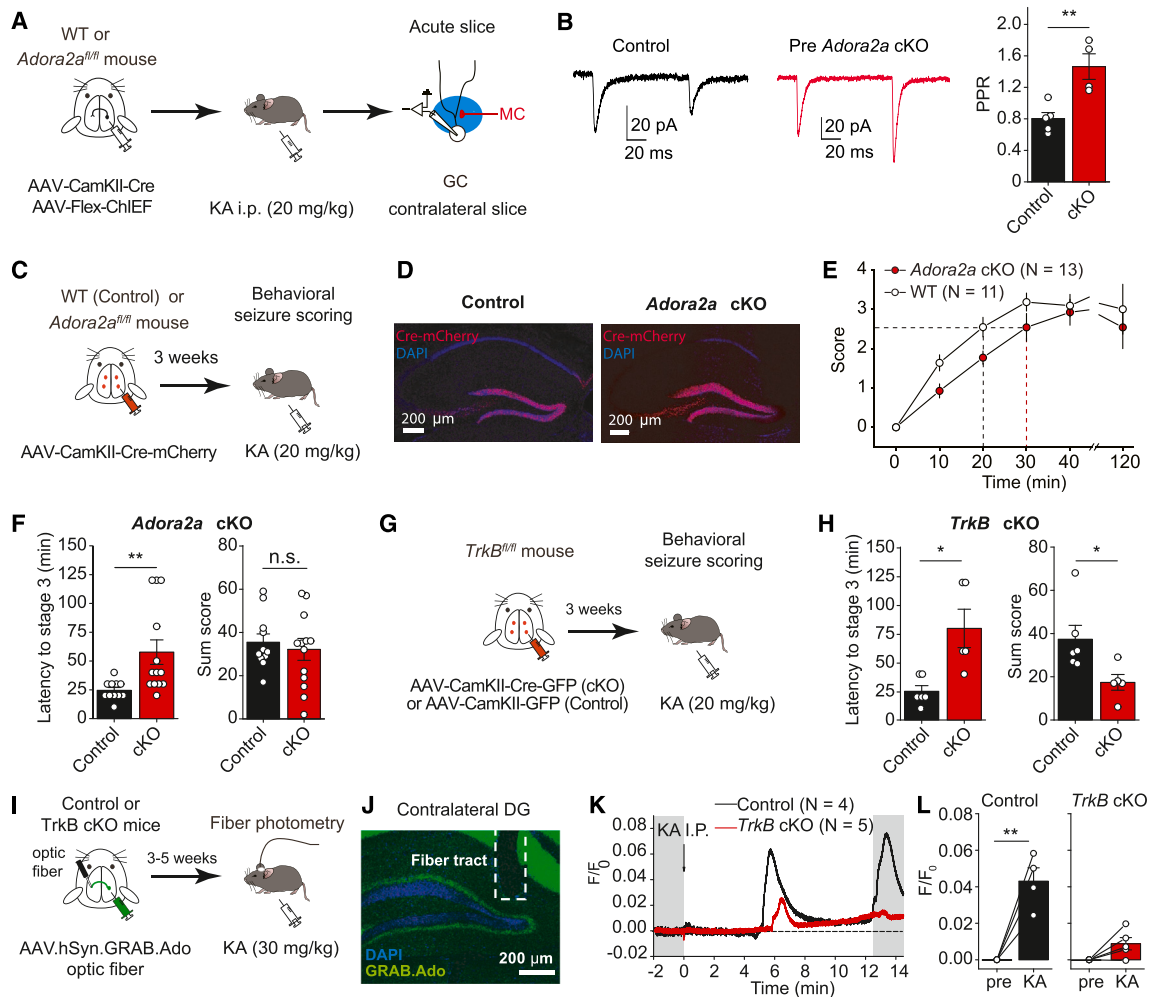 A
WT or
Adora2a^fl/fl mouse
AAV-CamKII-Cre
AAV-Flex-ChIEF
KA i.p. (20 mg/kg)
Acute slice
MC
GC
contralateral slice
B
Control
Pre Adora2a cKO
20 pA
20 ms
20 pA
20 ms
**
PPR
2.0
1.6
1.2
0.8
0.4
0
Control
cKO
C
WT (Control) or
Adora2a^fl/fl mouse
Behavioral
seizure scoring
3 weeks
AAV-CamKII-Cre-mCherry
KA (20 mg/kg)
D
Control
Adora2a cKO
Cre-mCherry
DAPI
200 µm
Cre-mCherry
DAPI
200 µm
E
Adora2a cKO (N = 13)
WT (N = 11)
Score
4
3
2
1
0
0
10
20
30
40
120
Time (min)
F
Adora2a cKO
Latency to stage 3 (min)
150
125
100
75
50
25
0
**
Control
cKO
Sum score
80
60
40
20
0
n.s.
Control
cKO
G
TrkB^fl/fl mouse
Behavioral
seizure scoring
3 weeks
AAV-CamKII-Cre-GFP (cKO)
or AAV-CamKII-GFP (Control)
KA (20 mg/kg)
H
TrkB cKO
Latency to stage 3 (min)
150
125
100
75
50
25
0
*
Control
cKO
Sum score
80
60
40
20
0
*
Control
cKO
I
Control or
TrkB cKO mice
optic
fiber
3-5 weeks
Fiber photometry
AAV.hSyn.GRAB.Ado
optic fiber
KA (30 mg/kg)
J
Contralateral DG
Fiber tract
DAPI
GRAB.Ado
200 µm
K
Control (N = 4)
TrkB cKO (N = 5)
KA I.P.
F/F0
0.08
0.06
0.04
0.02
0.00
-0.02
-2
0
2
4
6
8
10
12
14
Time (min)
L
Control
TrkB cKO
F/F0
0.08
0.06
0.04
0.02
0.00
**
pre
KA
pre
KA